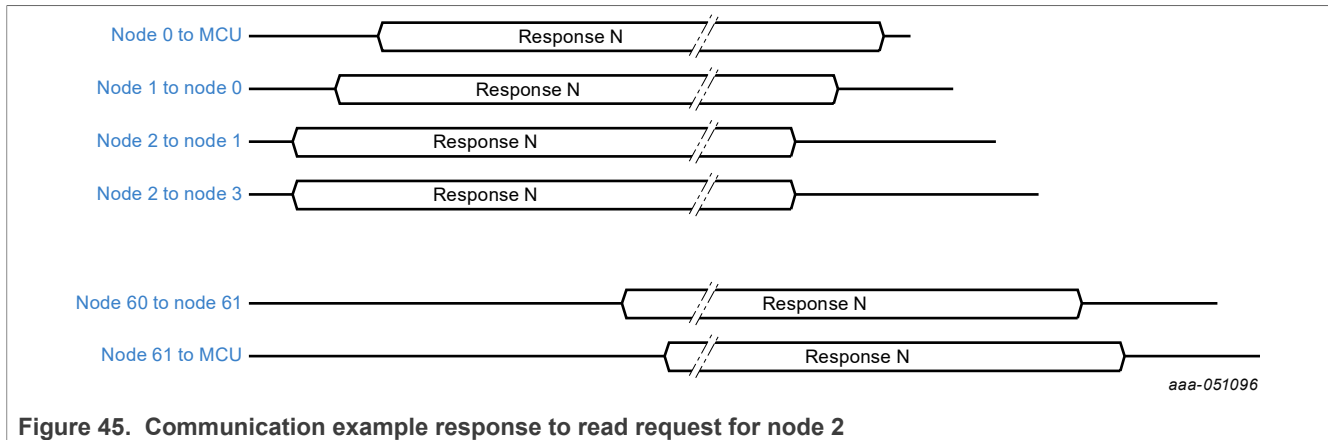 Node 0 to MCU Response N
Node 1 to node 0 Response N
Node 2 to node 1 Response N
Node 2 to node 3 Response N
Node 60 to node 61 Response N
Node 61 to MCU Response N
aaa-051096
Figure 45. Communication example response to read request for node 2